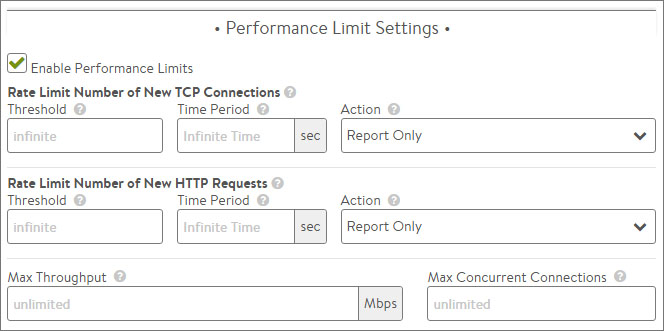 • Performance Limit Settings •
Enable Performance Limits
Rate Limit Number of New TCP Connections ?
Threshold ? Time Period ? Action ?
infinite Infinite Time sec Report Only
Rate Limit Number of New HTTP Requests ?
Threshold ? Time Period ? Action ?
infinite Infinite Time sec Report Only
Max Throughput ? Max Concurrent Connections ?
unlimited Mbps unlimited